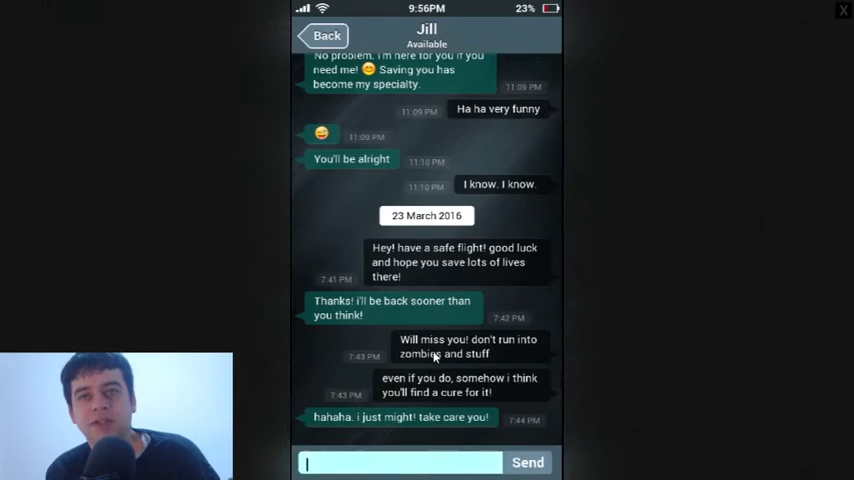 9:56PM
23%
X
Back
Jill
Available
No problem. I'm here for you if you
need me! 😊 Saving you has
become my specialty.
11:09 PM
Ha ha very funny
11:09 PM
😅
11:09 PM
You'll be alright
11:10 PM
I know. I know.
11:10 PM
23 March 2016
Hey! have a safe flight! good luck
and hope you save lots of lives
there!
7:41 PM
Thanks! i'll be back sooner than
you think!
7:42 PM
Will miss you! don't run into
zombies and stuff
7:43 PM
even if you do, somehow i think
you'll find a cure for it!
7:43 PM
hahaha. i just might! take care you!
7:44 PM
Send